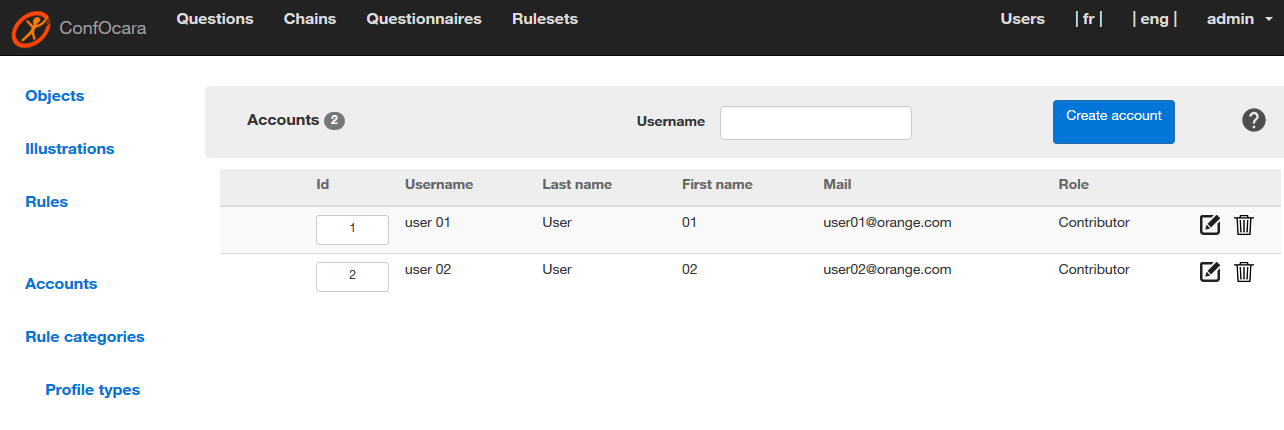 ConfOcara Questions Chains Questionnaires Rulesets Users | fr | | eng | admin
Objects
Illustrations
Rules
Accounts
Rule categories
Profile types
Accounts 2 Username Create account ?
Id Username Last name First name Mail Role
1 user 01 User 01 user01@orange.com Contributor
2 user 02 User 02 user02@orange.com Contributor